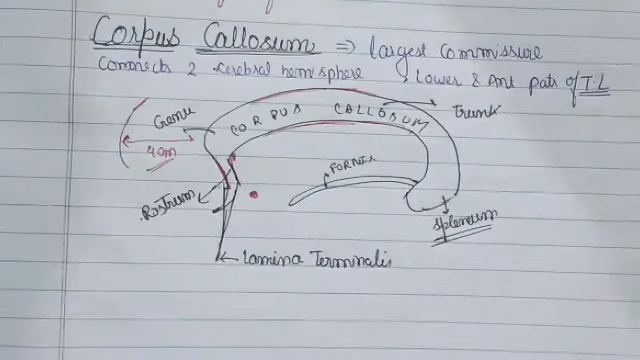 Corpus Callosum => largest Commissure
Connects 2 cerebral hemisphere , Lower & Ant parts of T.L
Genu
CORPUS CALLOSUM
Trunk
4cm
FORNIX
Rostrum
Splenium
Lamina Terminalis